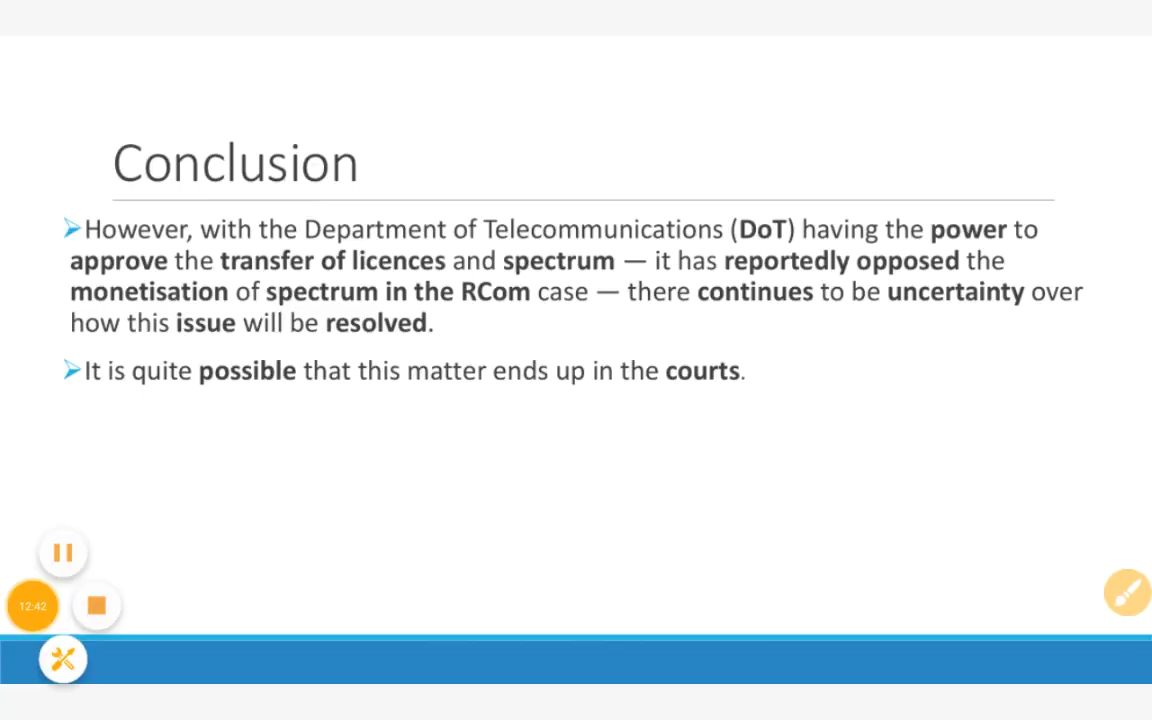 Conclusion
➢However, with the Department of Telecommunications (DoT) having the power to
approve the transfer of licences and spectrum — it has reportedly opposed the
monetisation of spectrum in the RCom case — there continues to be uncertainty over
how this issue will be resolved.
➢It is quite possible that this matter ends up in the courts.
12:42